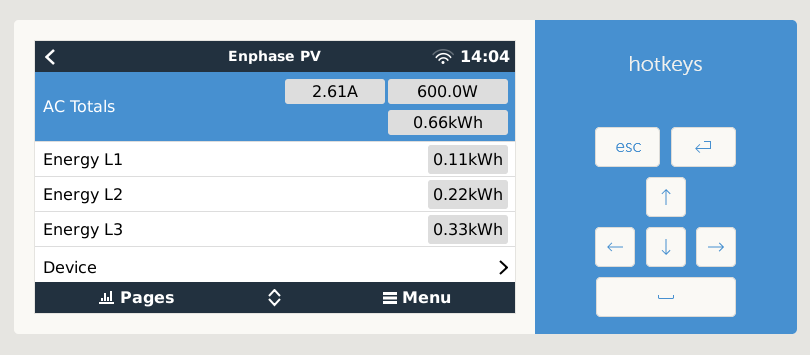 Enphase PV 14:04
AC Totals 2.61A 600.0W
0.66kWh
Energy L1 0.11kWh
Energy L2 0.22kWh
Energy L3 0.33kWh
Device
Pages Menu
hotkeys
esc